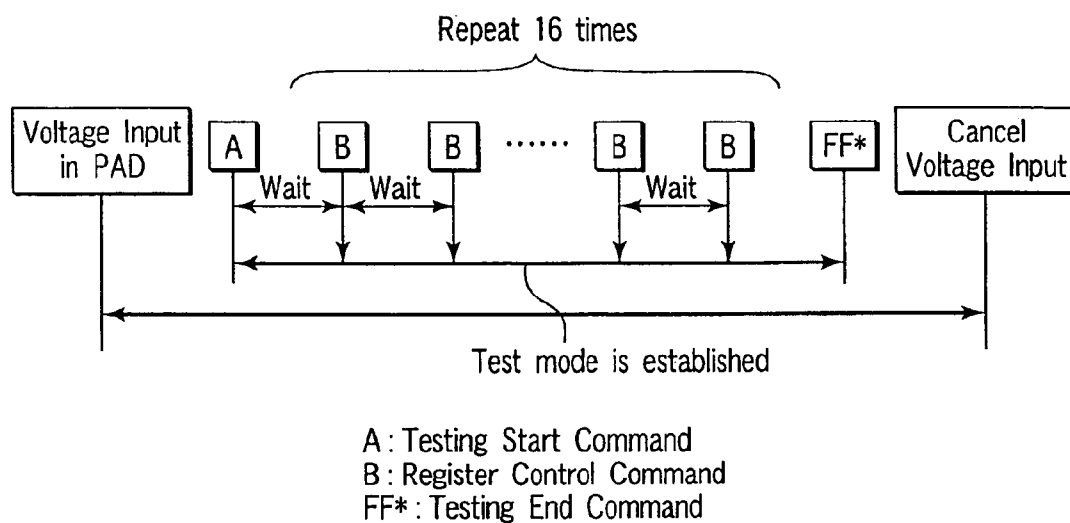 Repeat 16 times
Voltage Input
in PAD
A
B
B
......
B
B
FF*
Cancel
Voltage Input
Wait
Wait
Wait
Test mode is established
A : Testing Start Command
B : Register Control Command
FF* : Testing End Command